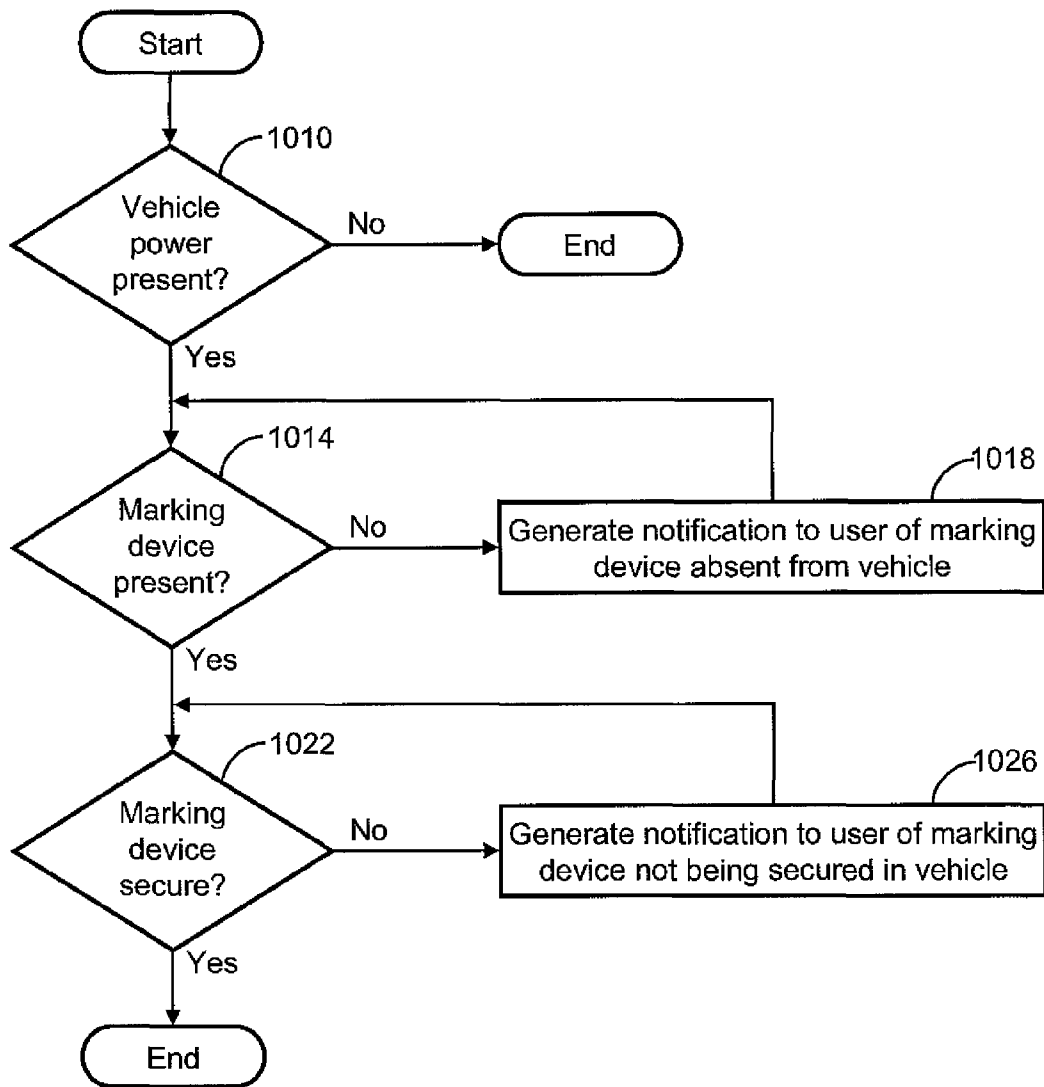 Start
1010
Vehicle
power
present?
No
End
Yes
1014
Marking
device
present?
No
1018
Generate notification to user of marking
device absent from vehicle
Yes
1022
Marking
device
secure?
No
1026
Generate notification to user of marking
device not being secured in vehicle
Yes
End